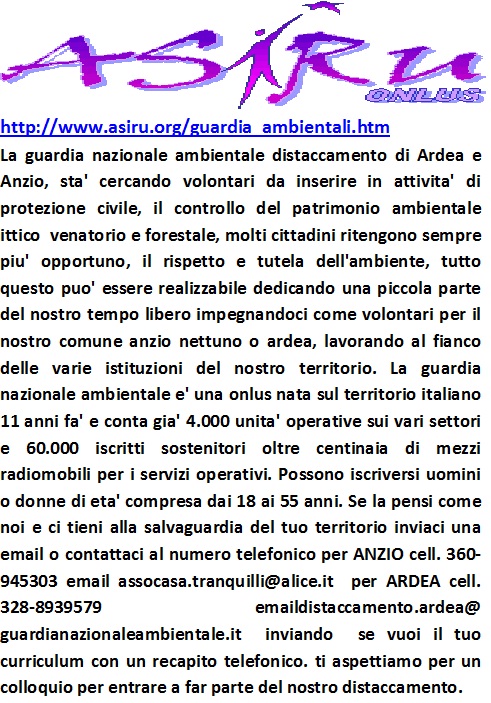 ASiRu
ONLUS
http://www.asiru.org/guardia_ambientali.htm
La guardia nazionale ambientale distaccamento di Ardea e
Anzio, sta' cercando volontari da inserire in attivita' di
protezione civile, il controllo del patrimonio ambientale
ittico venatorio e forestale, molti cittadini ritengono sempre
piu' opportuno, il rispetto e tutela dell'ambiente, tutto
questo puo' essere realizzabile dedicando una piccola parte
del nostro tempo libero impegnandoci come volontari per il
nostro comune anzio nettuno o ardea, lavorando al fianco
delle varie istituzioni del nostro territorio. La guardia
nazionale ambientale e' una onlus nata sul territorio italiano
11 anni fa' e conta gia' 4.000 unita' operative sui vari settori
e 60.000 iscritti sostenitori oltre centinaia di mezzi
radiomobili per i servizi operativi. Possono iscriversi uomini
o donne di eta' compresa dai 18 ai 55 anni. Se la pensi come
noi e ci tieni alla salvaguardia del tuo territorio inviaci una
email o contattaci al numero telefonico per ANZIO cell. 360-
945303 email assocasa.tranquilli@alice.it per ARDEA cell.
328-8939579 emaildistaccamento.ardea@
guardianazionaleambientale.it inviando se vuoi il tuo
curriculum con un recapito telefonico. ti aspettiamo per un
colloquio per entrare a far parte del nostro distaccamento.